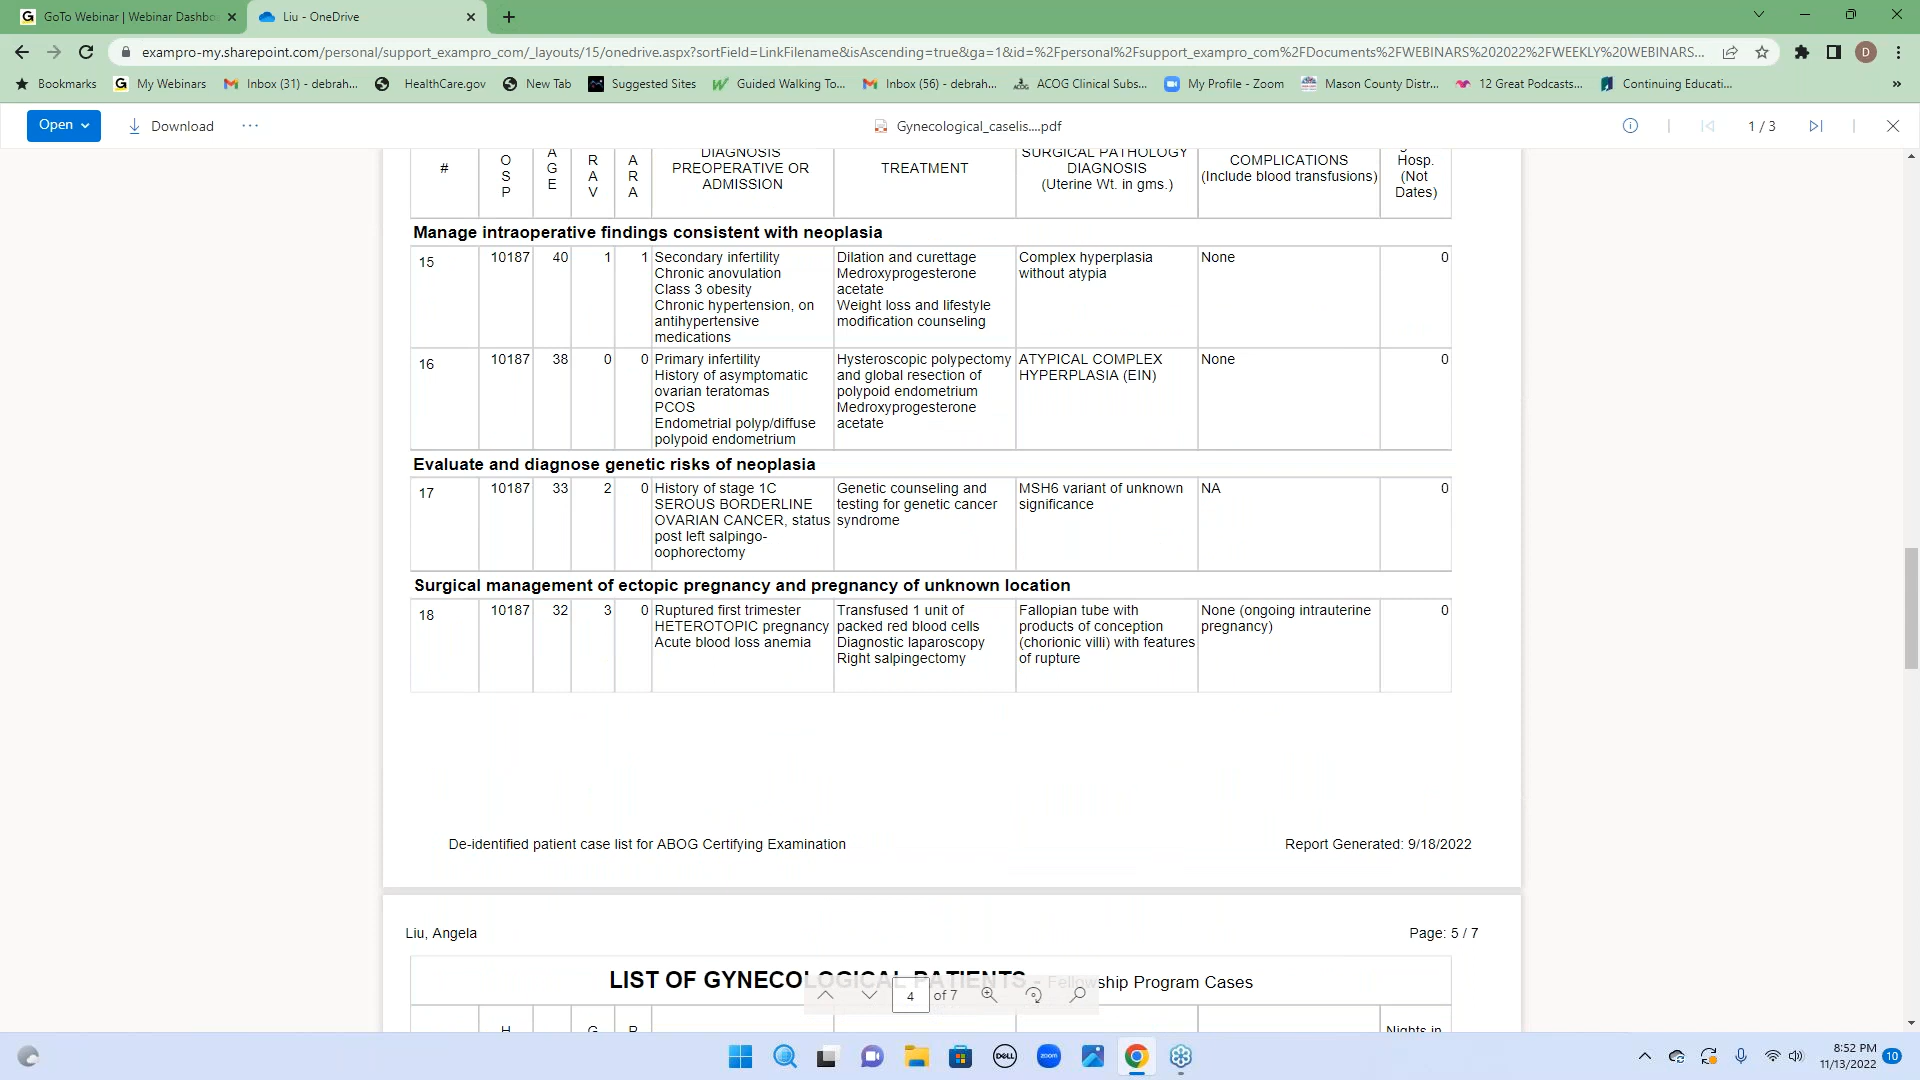 GoTo Webinar | Webinar Dashbo
Liu - OneDrive
exampro-my.sharepoint.com/personal/support_exampro_com/_layouts/15/onedrive.aspx?sortField=LinkFilename&isAscending=true&ga=1&id=%2Fpersonal%2Fsupport_exampro_com%2FDocuments%2FWEBINARS%202022%2FWEEKLY%20WEBINARS...
D
Bookmarks My Webinars Inbox (31) - debrah... HealthCare.gov New Tab Suggested Sites Guided Walking To... Inbox (56) - debrah... ACOG Clinical Subs... My Profile - Zoom Mason County Distr... 12 Great Podcasts... Continuing Educati... »
Open Download ... Gynecological_caselis....pdf 1 / 3
# O S P A G E R A V A R A DIAGNOSIS PREOPERATIVE OR ADMISSION TREATMENT SURGICAL PATHOLOGY DIAGNOSIS (Uterine Wt. in gms.) COMPLICATIONS (Include blood transfusions) Hosp. (Not Dates)
Manage intraoperative findings consistent with neoplasia
15 10187 40 1 1 Secondary infertility Dilation and curettage Complex hyperplasia None 0
Chronic anovulation Medroxyprogesterone without atypia
Class 3 obesity acetate
Chronic hypertension, on Weight loss and lifestyle
antihypertensive modification counseling
medications
16 10187 38 0 0 Primary infertility Hysteroscopic polypectomy ATYPICAL COMPLEX None 0
History of asymptomatic and global resection of HYPERPLASIA (EIN)
ovarian teratomas polypoid endometrium
PCOS Medroxyprogesterone
Endometrial polyp/diffuse acetate
polypoid endometrium
Evaluate and diagnose genetic risks of neoplasia
17 10187 33 2 0 History of stage 1C Genetic counseling and MSH6 variant of unknown NA 0
SEROUS BORDERLINE testing for genetic cancer significance
OVARIAN CANCER, status syndrome
post left salpingo-
oophorectomy
Surgical management of ectopic pregnancy and pregnancy of unknown location
18 10187 32 3 0 Ruptured first trimester Transfused 1 unit of Fallopian tube with None (ongoing intrauterine 0
HETEROTOPIC pregnancy packed red blood cells products of conception pregnancy)
Acute blood loss anemia Diagnostic laparoscopy (chorionic villi) with features
Right salpingectomy of rupture
De-identified patient case list for ABOG Certifying Examination Report Generated: 9/18/2022
Liu, Angela Page: 5 / 7
LIST OF GYNECOLOGICAL PATIENTS - Fellowship Program Cases
4 of 7
H G P Nights in
DELL zoom
8:52 PM
11/13/2022 10